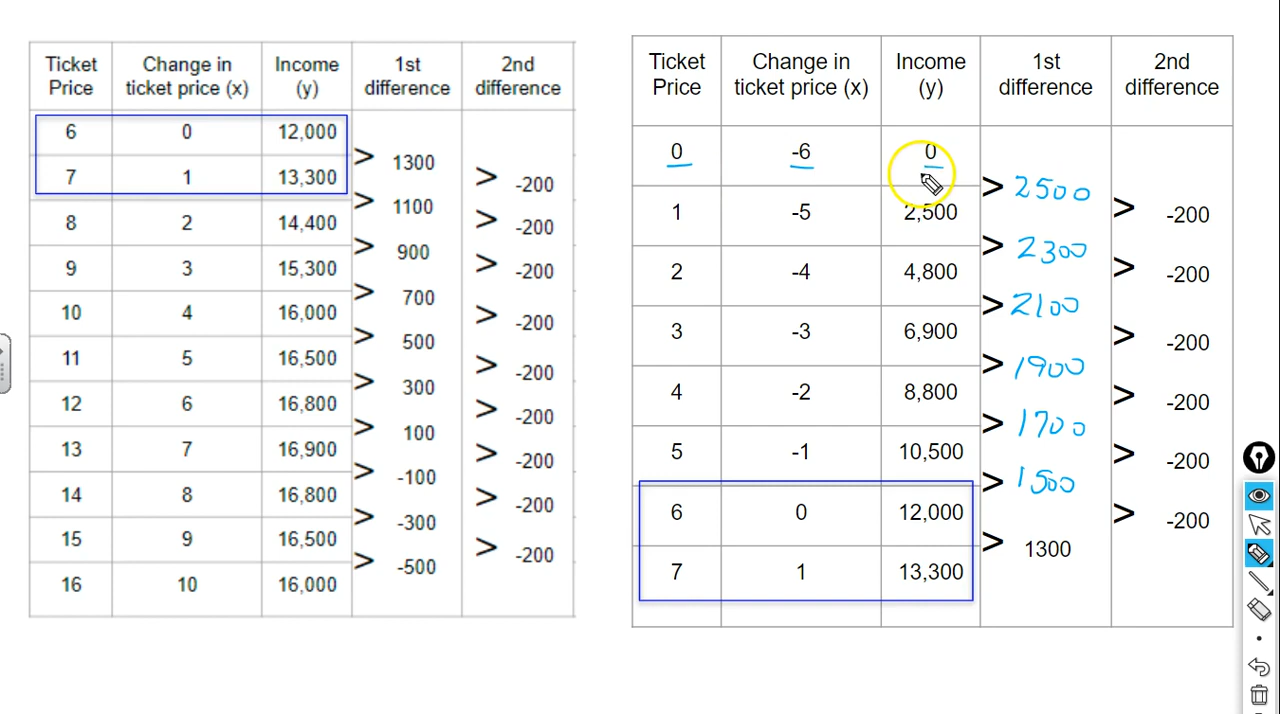 Ticket Price Change in ticket price (x) Income (y) 1st difference 2nd difference
6 0 12,000
> 1300
7 1 13,300 > -200
> 1100
8 2 14,400 > -200
> 900
9 3 15,300 > -200
> 700
10 4 16,000 > -200
> 500
11 5 16,500 > -200
> 300
12 6 16,800 > -200
> 100
13 7 16,900 > -200
> -100
14 8 16,800 > -200
> -300
15 9 16,500 > -200
> -500
16 10 16,000
Ticket Price Change in ticket price (x) Income (y) 1st difference 2nd difference
0 -6 0
> 2500
1 -5 2,500 > -200
> 2300
2 -4 4,800 > -200
> 2100
3 -3 6,900 > -200
> 1900
4 -2 8,800 > -200
> 1700
5 -1 10,500 > -200
> 1500
6 0 12,000 > -200
> 1300
7 1 13,300